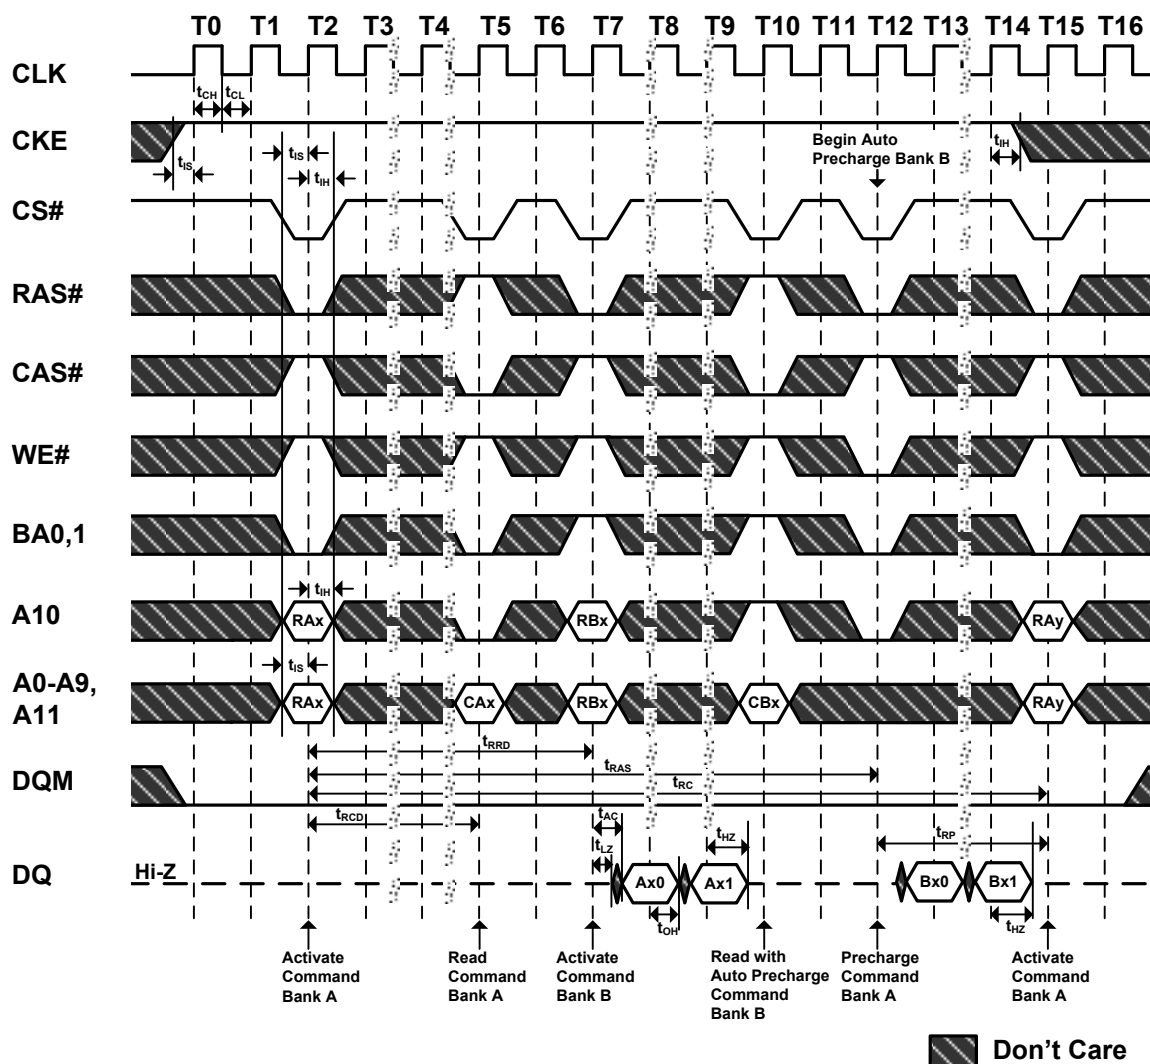 T0 T1 T2 T3 T4 T5 T6 T7 T8 T9 T10 T11 T12 T13 T14 T15 T16
CLK
tCH tCL
CKE
tIS
tIS
tIH
Begin Auto
Precharge Bank B
tIH
CS#
RAS#
CAS#
WE#
BA0,1
tIH
A10
RAx RBx RAy
tIS
A0-A9,
A11
RAx CAx RBx CBx RAy
tRRD
tRAS
DQM
tRC
tRCD
tAC
tHZ
tRP
tLZ
DQ
Hi-Z
Ax0 Ax1 Bx0 Bx1
tOH
tHZ
Activate
Command
Bank A
Read
Command
Bank A
Activate
Command
Bank B
Read with
Auto Precharge
Command
Bank B
Precharge
Command
Bank A
Activate
Command
Bank A
Don't Care